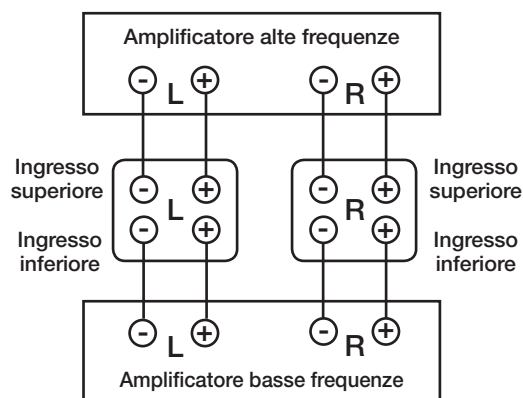 Amplificatore alte frequenze
- L + - R +
Ingresso
superiore
- L +
- +
Ingresso
inferiore
- R +
- +
Ingresso
superiore
Ingresso
inferiore
- L + - R +
Amplificatore basse frequenze